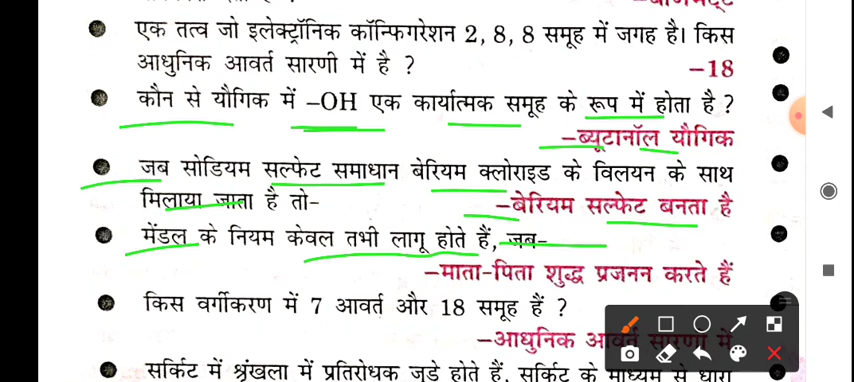 एक तत्व जो इलेक्ट्रॉनिक कॉन्फिगरेशन 2, 8, 8 समूह में जगह है। किस
आधुनिक आवर्त सारणी में है ?
–18
कौन से यौगिक में –OH एक कार्यात्मक समूह के रूप में होता है ?
–ब्यूटानॉल यौगिक
जब सोडियम सल्फेट समाधान बेरियम क्लोराइड के विलयन के साथ
मिलाया जाता है तो-
–बेरियम सल्फेट बनता है
मेंडल के नियम केवल तभी लागू होते हैं, जब-
–माता-पिता शुद्ध प्रजनन करते हैं
किस वर्गीकरण में 7 आवर्त और 18 समूह हैं ?
–आधुनिक आवर्त सारणी में
सर्किट में श्रृंखला में प्रतिरोधक जुड़े होते हैं, सर्किट के माध्यम से धारा